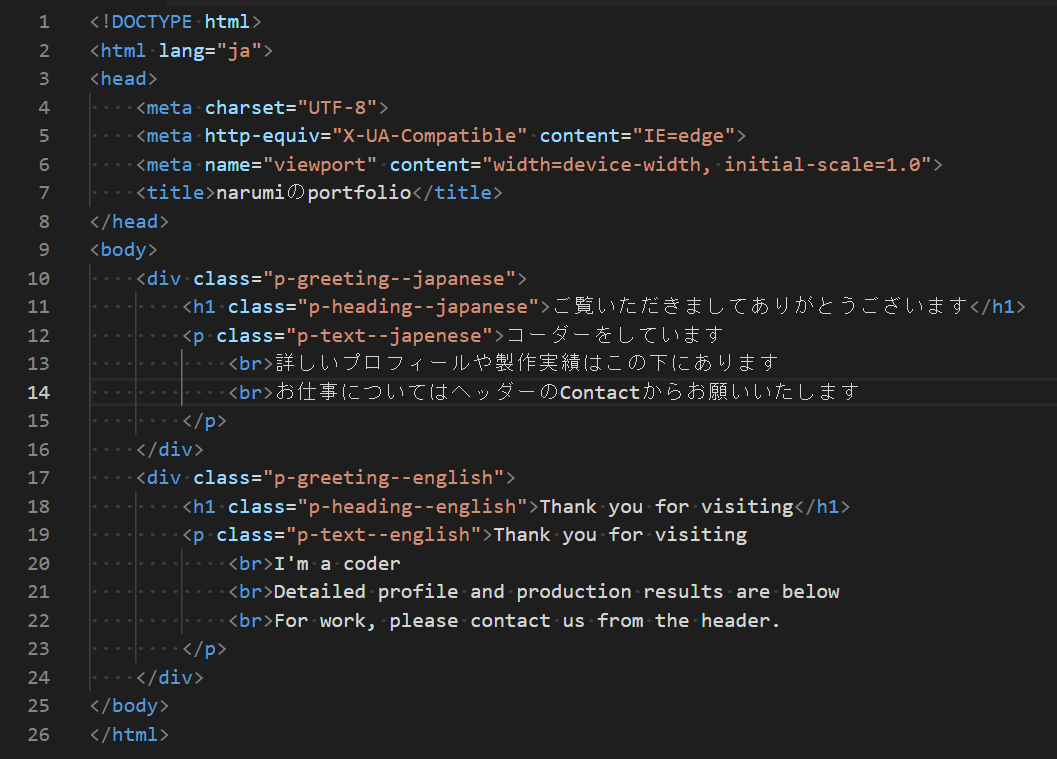 1 <!DOCTYPE html>
2 <html lang="ja">
3 <head>
4     <meta charset="UTF-8">
5     <meta http-equiv="X-UA-Compatible" content="IE=edge">
6     <meta name="viewport" content="width=device-width, initial-scale=1.0">
7     <title>narumiのportfolio</title>
8 </head>
9 <body>
10     <div class="p-greeting--japanese">
11         <h1 class="p-heading--japanese">ご覧いただきましてありがとうございます</h1>
12         <p class="p-text--japenese">コーダーをしています
13             <br>詳しいプロフィールや製作実績はこの下にあります
14             <br>お仕事についてはヘッダーのContactからお願いいたします
15         </p>
16     </div>
17     <div class="p-greeting--english">
18         <h1 class="p-heading--english">Thank you for visiting</h1>
19         <p class="p-text--english">Thank you for visiting
20             <br>I'm a coder
21             <br>Detailed profile and production results are below
22             <br>For work, please contact us from the header.
23         </p>
24     </div>
25 </body>
26 </html>